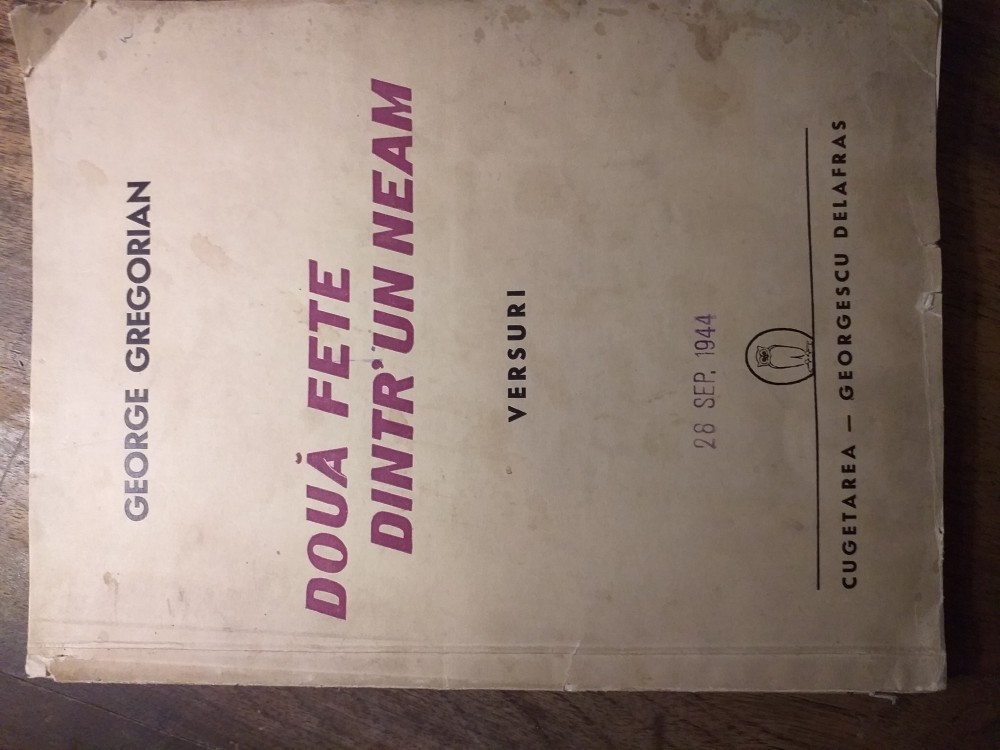 GEORGE GREGORIAN
DOUĂ FETE
DINTR'UN NEAM
VERSURI
28 SEP. 1944
CUGETAREA — GEORGESCU DELAFRAS